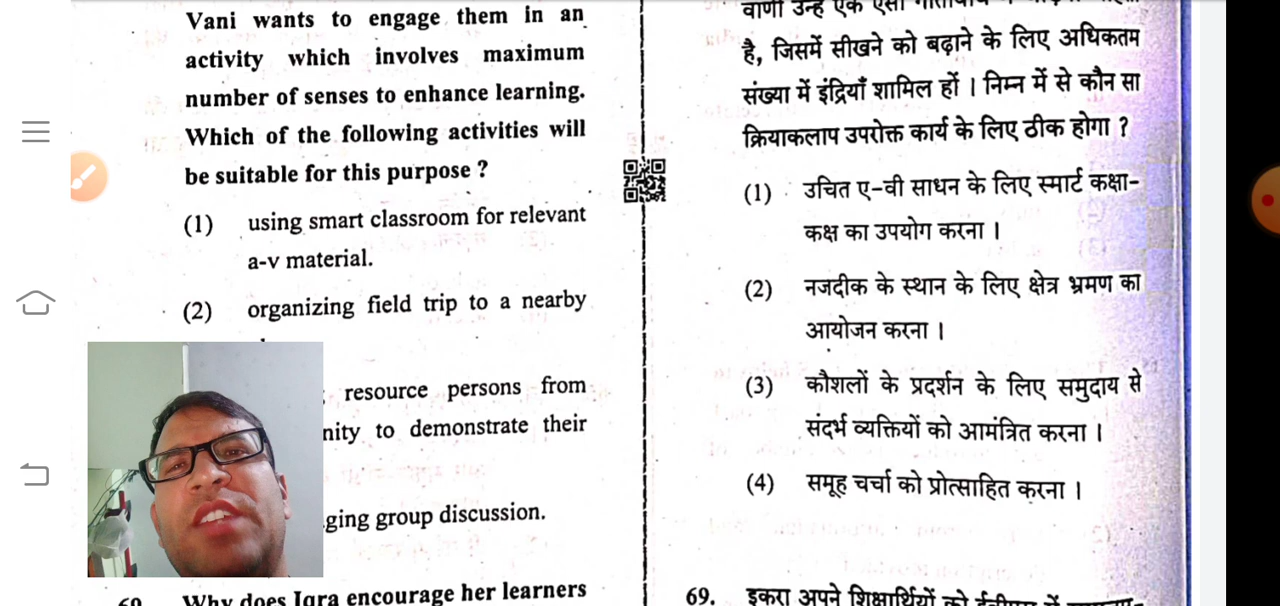 Vani wants to engage them in an
activity which involves maximum
number of senses to enhance learning.
Which of the following activities will
be suitable for this purpose ?
(1) using smart classroom for relevant
a-v material.
(2) organizing field trip to a nearby
resource persons from
nity to demonstrate their
ging group discussion.
Why does Iqra encourage her learners
वाणी उन्हें एक ऐसी
है, जिसमें सीखने को बढ़ाने के लिए अधिकतम
संख्या में इंद्रियाँ शामिल हों । निम्न में से कौन सा
क्रियाकलाप उपरोक्त कार्य के लिए ठीक होगा ?
(1) उचित ए-वी साधन के लिए स्मार्ट कक्षा-
कक्ष का उपयोग करना ।
(2) नजदीक के स्थान के लिए क्षेत्र भ्रमण का
आयोजन करना ।
(3) कौशलों के प्रदर्शन के लिए समुदाय से
संदर्भ व्यक्तियों को आमंत्रित करना ।
(4) समूह चर्चा को प्रोत्साहित करना ।
69. इकरा अपने शिक्षार्थियों को